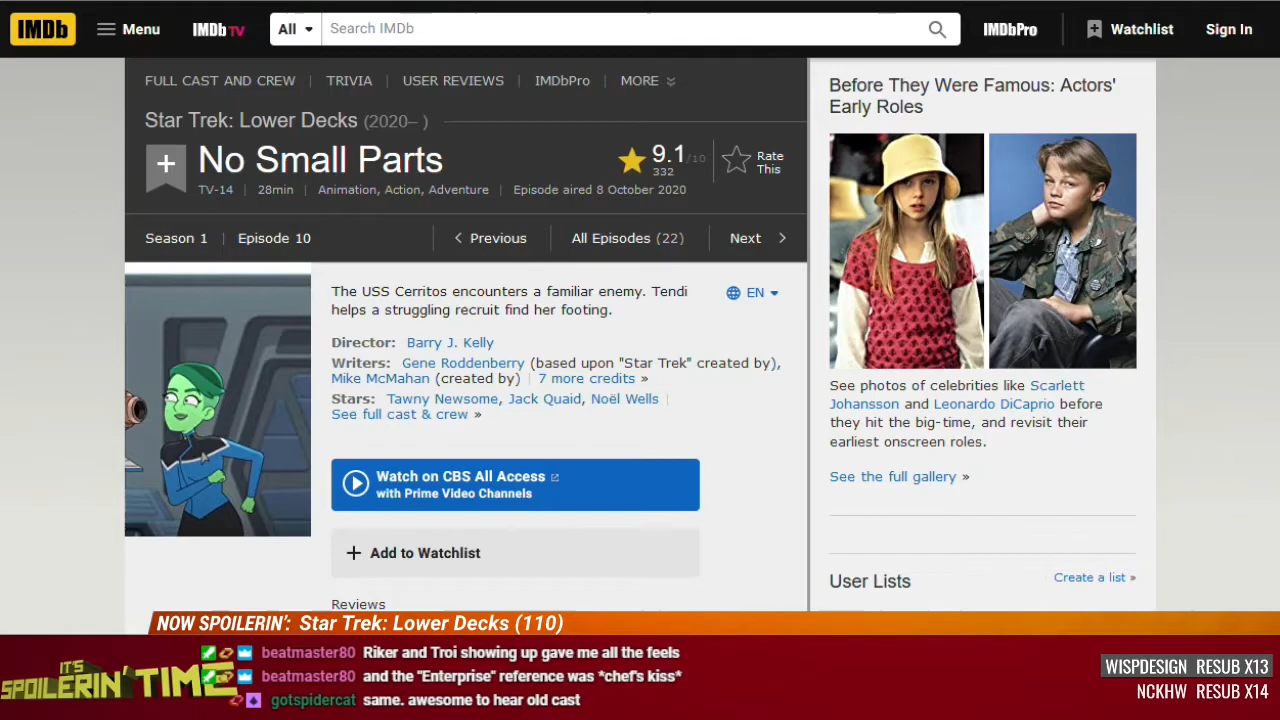 IMDb
Menu
IMDb TV
All
Search IMDb
IMDbPro
Watchlist
Sign In
FULL CAST AND CREW | TRIVIA | USER REVIEWS | IMDbPro | MORE
Star Trek: Lower Decks (2020– )
+ No Small Parts
9.1/10
332
Rate This
TV-14 | 28min | Animation, Action, Adventure | Episode aired 8 October 2020
Season 1 | Episode 10
Previous | All Episodes (22) | Next
The USS Cerritos encounters a familiar enemy. Tendi
helps a struggling recruit find her footing.
EN
Director: Barry J. Kelly
Writers: Gene Roddenberry (based upon "Star Trek" created by),
Mike McMahan (created by) | 7 more credits »
Stars: Tawny Newsome, Jack Quaid, Noël Wells |
See full cast & crew »
Watch on CBS All Access
with Prime Video Channels
+ Add to Watchlist
Reviews
Before They Were Famous: Actors'
Early Roles
See photos of celebrities like Scarlett
Johansson and Leonardo DiCaprio before
they hit the big-time, and revisit their
earliest onscreen roles.
See the full gallery »
User Lists
Create a list »
NOW SPOILERIN': Star Trek: Lower Decks (110)
IT'S
SPOILERIN' TIME
beatmaster80 Riker and Troi showing up gave me all the feels
beatmaster80 and the "Enterprise" reference was *chef's kiss*
gotspidercat same. awesome to hear old cast
WISPDESIGN RESUB X13
NCKHW RESUB X14